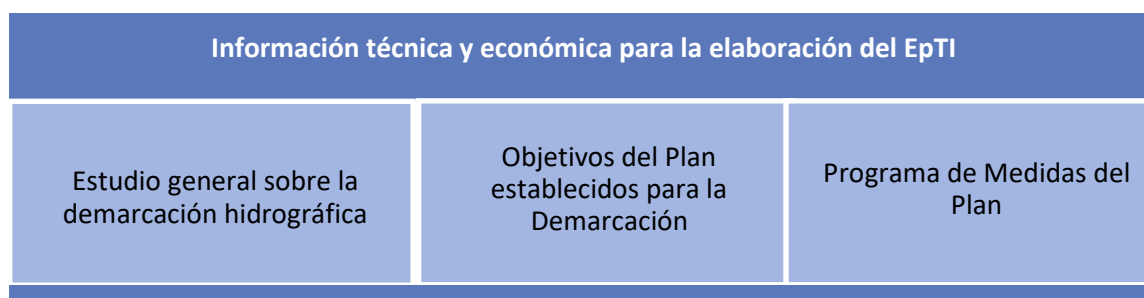 Información técnica y económica para la elaboración del EpTI
Estudio general sobre la
demarcación hidrográfica
Objetivos del Plan
establecidos para la
Demarcación
Programa de Medidas del
Plan